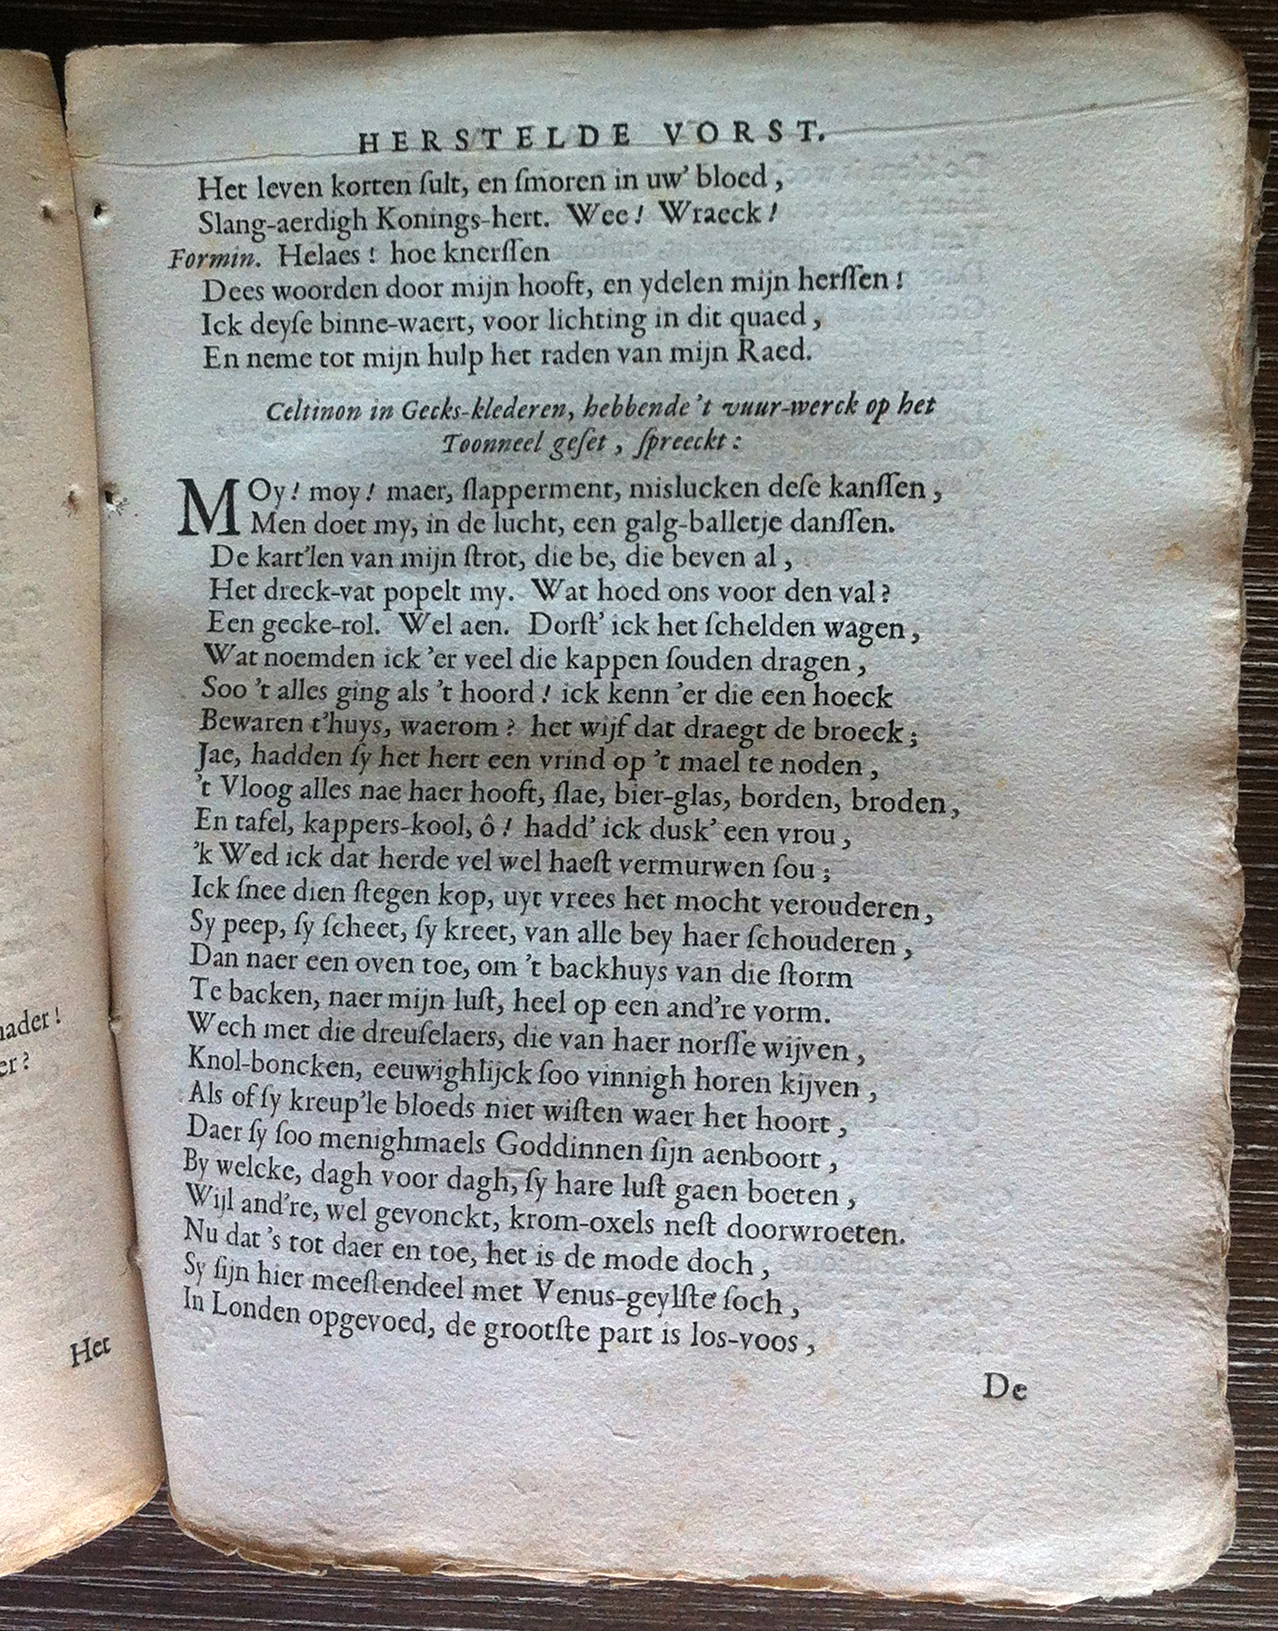 HERSTELDE VORST.
Het leven korten ſult, en ſmoren in uw' bloed,
Slang-aerdigh Konings-hert. Wee! Wraeck!
Formin. Helaes! hoe knerſſen
Dees woorden door mijn hooft, en ydelen mijn herſſen!
Ick deyſe binne-waert, voor lichting in dit quaed,
En neme tot mijn hulp het raden van mijn Raed.
Celtinon in Gecks-klederen, hebbende 't vuur-werck op het
Toonneel geſet, ſpreeckt:
MOy! moy! maer, ſlapperment, mislucken deſe kanſſen,
Men doet my, in de lucht, een galg-balletje danſſen.
De kart'len van mijn ſtrot, die be, die beven al,
Het dreck-vat popelt my. Wat hoed ons voor den val?
Een gecke-rol. Wel aen. Dorſt' ick het ſchelden wagen,
Wat noemden ick 'er veel die kappen ſouden dragen,
Soo 't alles ging als 't hoord! ick kenn 'er die een hoeck
Bewaren t'huys, waerom? het wijf dat draegt de broeck;
Jae, hadden ſy het hert een vrind op 't mael te noden,
't Vloog alles nae haer hooft, ſlae, bier-glas, borden, broden,
En tafel, kappers-kool, ô! hadd' ick dusk' een vrou,
'k Wed ick dat herde vel wel haeſt vermurwen ſou;
Ick ſnee dien ſtegen kop, uyt vrees het mocht verouderen,
Sy peep, ſy ſcheet, ſy kreet, van alle bey haer ſchouderen,
Dan naer een oven toe, om 't backhuys van die ſtorm
Te backen, naer mijn luſt, heel op een and're vorm.
Wech met die dreuſelaers, die van haer norſſe wijven,
Knol-boncken, eeuwighlijck ſoo vinnigh horen kijven,
Als of ſy kreup'le bloeds niet wiſten waer het hoort,
Daer ſy ſoo menighmaels Goddinnen ſijn aenboort,
By welcke, dagh voor dagh, ſy hare luſt gaen boeten,
Wijl and're, wel gevonckt, krom-oxels neſt doorwroeten.
Nu dat 's tot daer en toe, het is de mode doch,
Sy ſijn hier meeſtendeel met Venus-geylſte ſoch,
In Londen opgevoed, de grootſte part is los-voos,
De
nader!
er?
Het